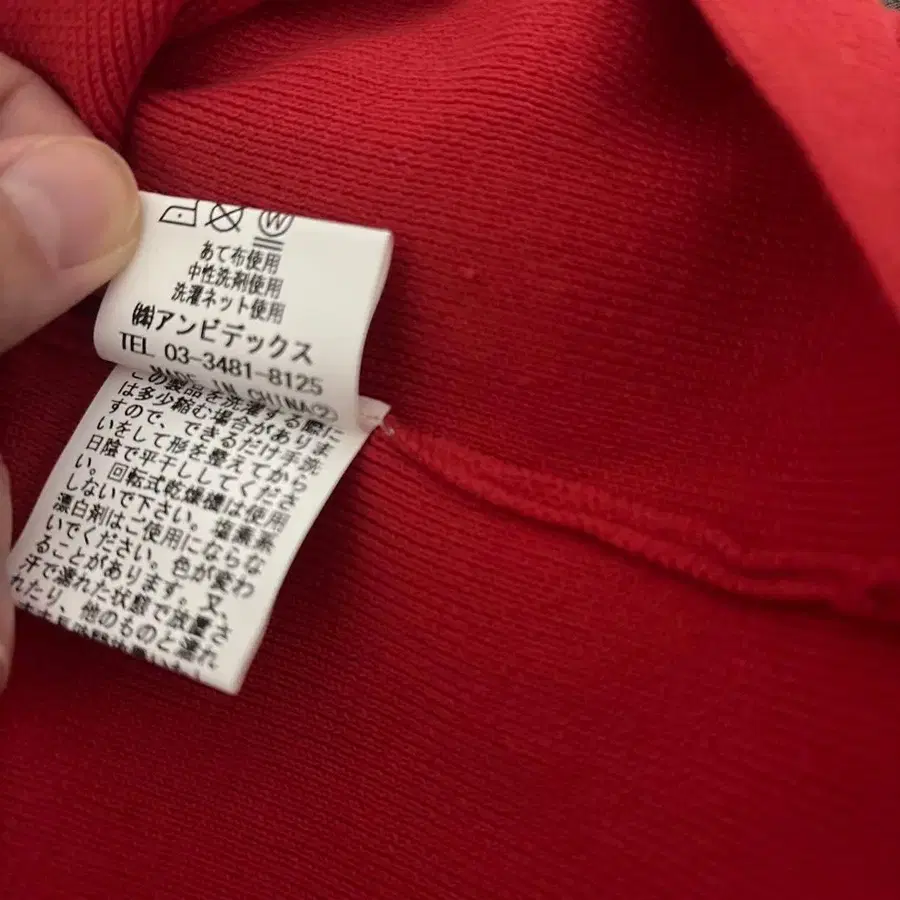 W
あて布使用
中性洗剤使用
洗濯ネット使用
㈱アンビデックス
TEL 03-3481-8125
MADE IN CHINA②
この製品を洗濯する際に
は多少縮む場合がありま
すので、できるだけ手洗
いをして形を整えてから
日陰で平干ししてくださ
い。回転式乾燥機は使用
しないで下さい。塩素系
漂白剤はご使用にならな
いでください。色が変わ
ることがあります。又、
汗で濡れた状態で放置さ
れたり、他のものと濡れ